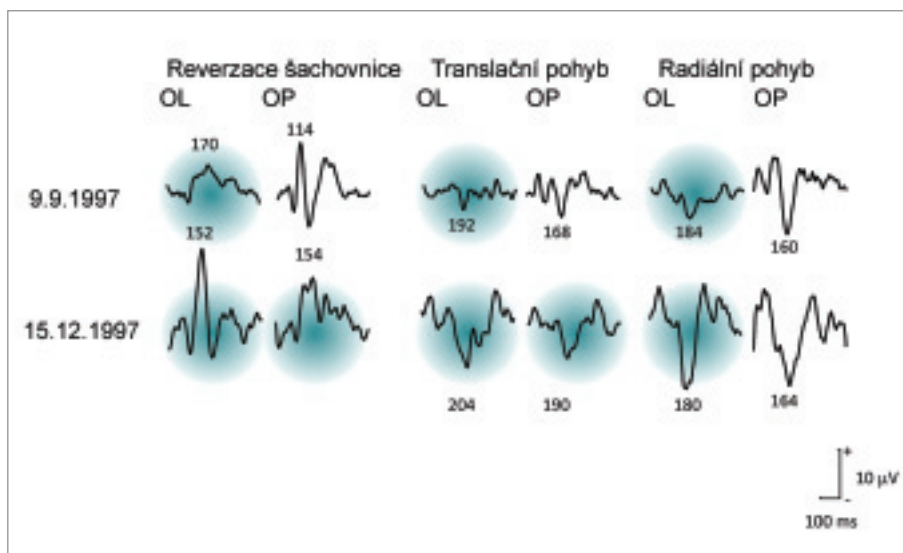 Reverzace šachovnice Translační pohyb Radiální pohyb
OL OP OL OP OL OP
114
170
9.9.1997
192 168 184 160
152
154
15.12.1997
204 190 180 164
+
10 µV
-
100 ms